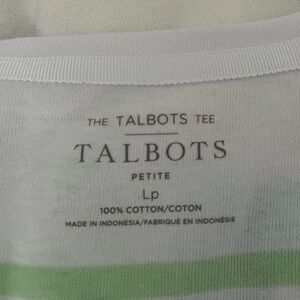 THE TALBOTS TEE
TALBOTS
PETITE
Lp
100% COTTON/COTON
MADE IN INDONESIA/FABRIQUÉ EN INDONÉSIE